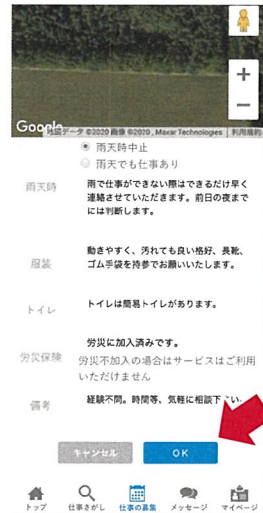 Google
地図データ ©2020 画像 ©2020, Maxar Technologies
利用規約
雨天時中止
雨天でも仕事あり
雨天時
雨で仕事ができない際はできるだけ早く
連絡させていただきます。前日の夜まで
には判断します。
服装
動きやすく、汚れても良い格好、長靴、
ゴム手袋を持参でお願いいたします。
トイレ
トイレは簡易トイレがあります。
労災保険
労災に加入済みです。
労災不加入の場合はサービスはご利用
いただけません
備考
経験不問。時間等、気軽に相談下
い。
キャンセル
OK
トップ
仕事さがし
仕事の募集
メッセージ
マイページ